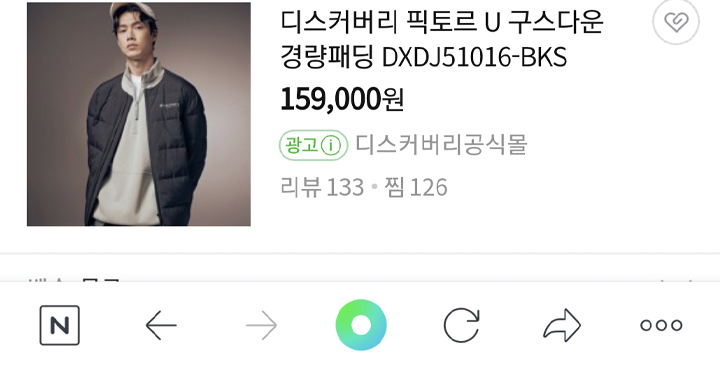 디스커버리 픽토르 U 구스다운
경량패딩 DXDJ51016-BKS
159,000원
광고 i 디스커버리공식몰
리뷰 133 • 찜 126
N